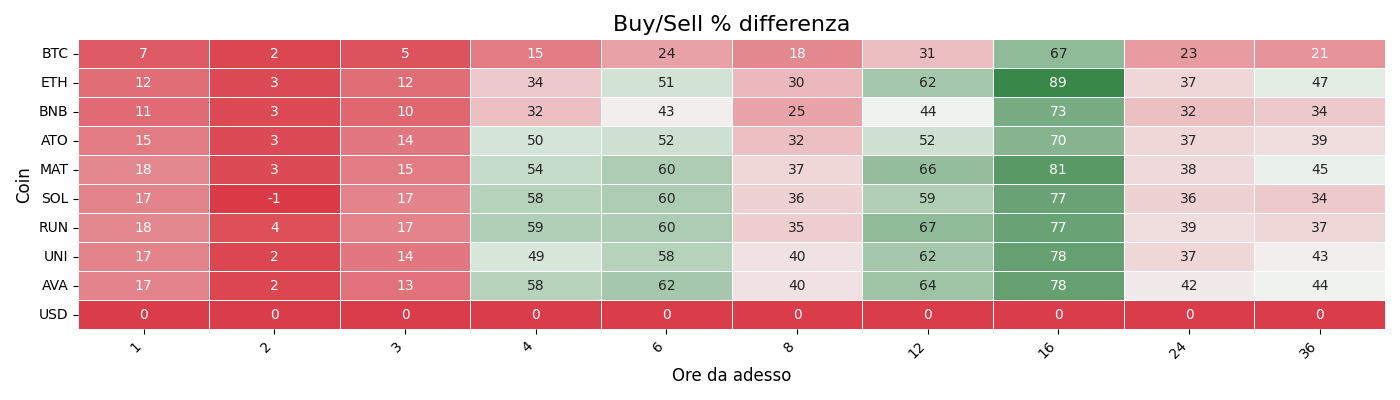 Buy/Sell % differenza
Coin
BTC 7 2 5 15 24 18 31 67 23 21
ETH 12 3 12 34 51 30 62 89 37 47
BNB 11 3 10 32 43 25 44 73 32 34
ATO 15 3 14 50 52 32 52 70 37 39
MAT 18 3 15 54 60 37 66 81 38 45
SOL 17 -1 17 58 60 36 59 77 36 34
RUN 18 4 17 59 60 35 67 77 39 37
UNI 17 2 14 49 58 40 62 78 37 43
AVA 17 2 13 58 62 40 64 78 42 44
USD 0 0 0 0 0 0 0 0 0 0
1 2 3 4 6 8 12 16 24 36
Ore da adesso